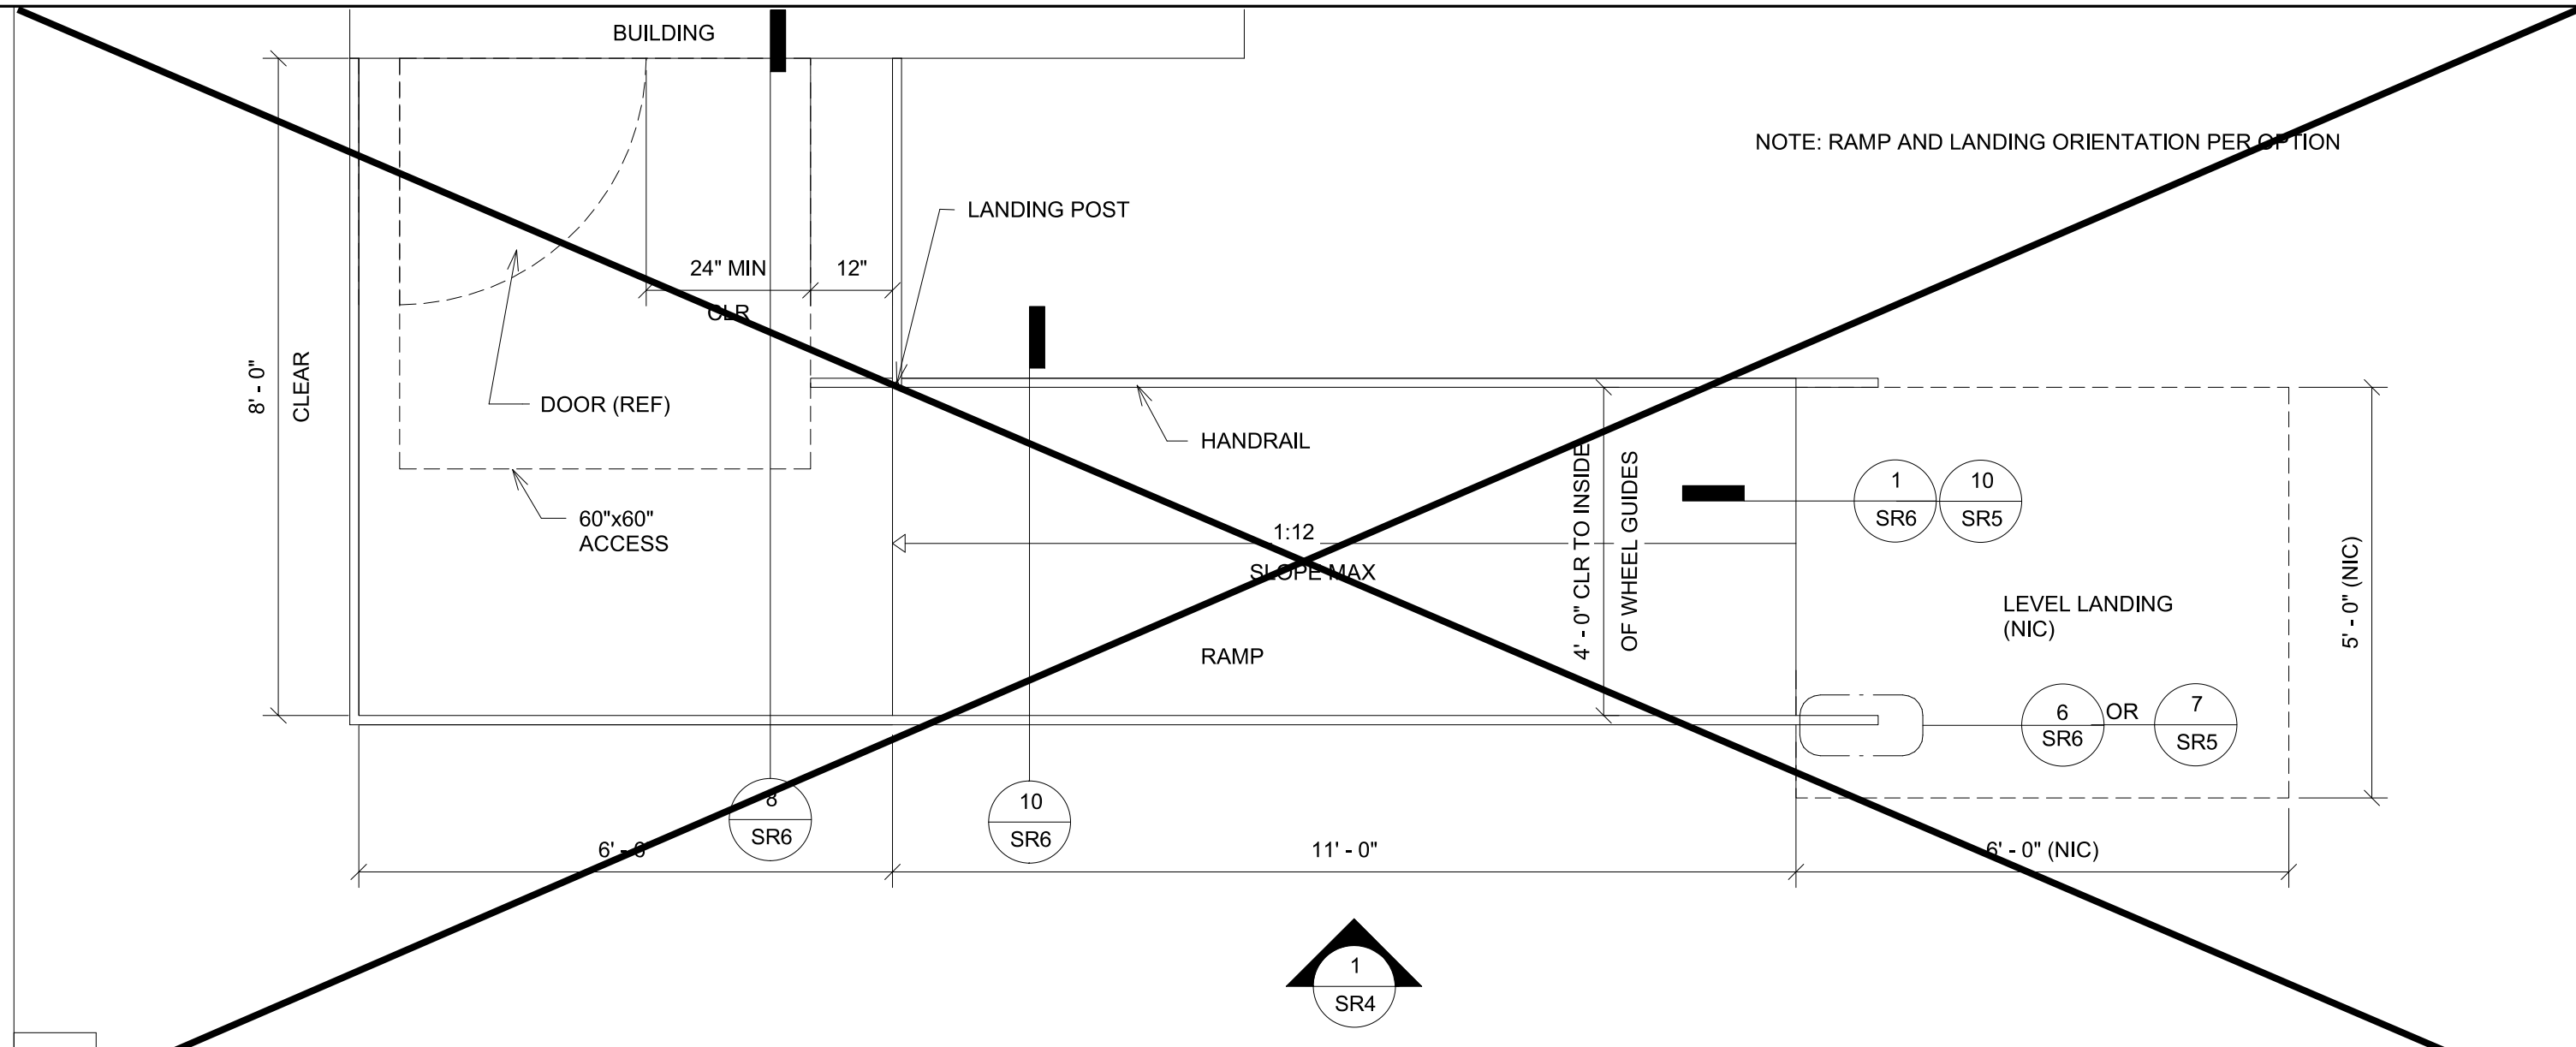 BUILDING
NOTE: RAMP AND LANDING ORIENTATION PER OPTION
LANDING POST
24" MIN
CLR
12"
8' - 0"
CLEAR
DOOR (REF)
HANDRAIL
60"x60"
ACCESS
1:12
SLOPE MAX
4' - 0" CLR TO INSIDE
OF WHEEL GUIDES
1
SR6
10
SR5
LEVEL LANDING
(NIC)
5' - 0" (NIC)
RAMP
6
SR6
OR
7
SR5
8
SR6
10
SR6
6' - 6"
11' - 0"
6' - 0" (NIC)
1
SR4